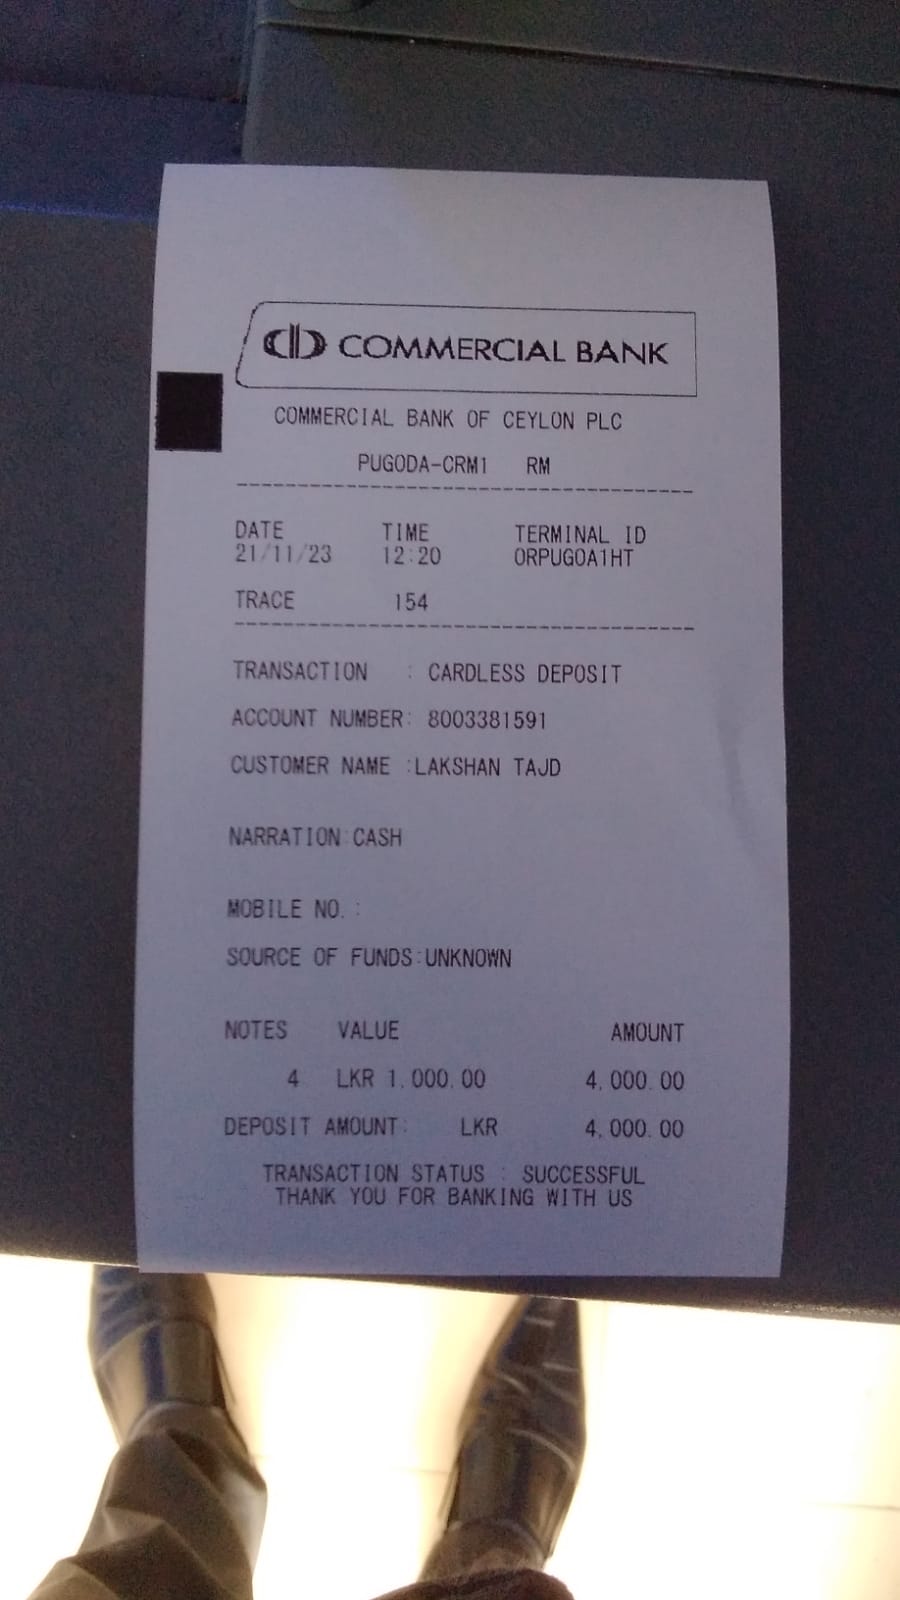 COMMERCIAL BANK
COMMERCIAL BANK OF CEYLON PLC
PUGODA-CRM1 RM
DATE TIME TERMINAL ID
21/11/23 12:20 0RPUG0A1HT
TRACE 154
TRANSACTION : CARDLESS DEPOSIT
ACCOUNT NUMBER: 8003381591
CUSTOMER NAME :LAKSHAN TAJD
NARRATION:CASH
MOBILE NO. :
SOURCE OF FUNDS:UNKNOWN
NOTES VALUE AMOUNT
4 LKR 1,000.00 4,000.00
DEPOSIT AMOUNT: LKR 4,000.00
TRANSACTION STATUS : SUCCESSFUL
THANK YOU FOR BANKING WITH US